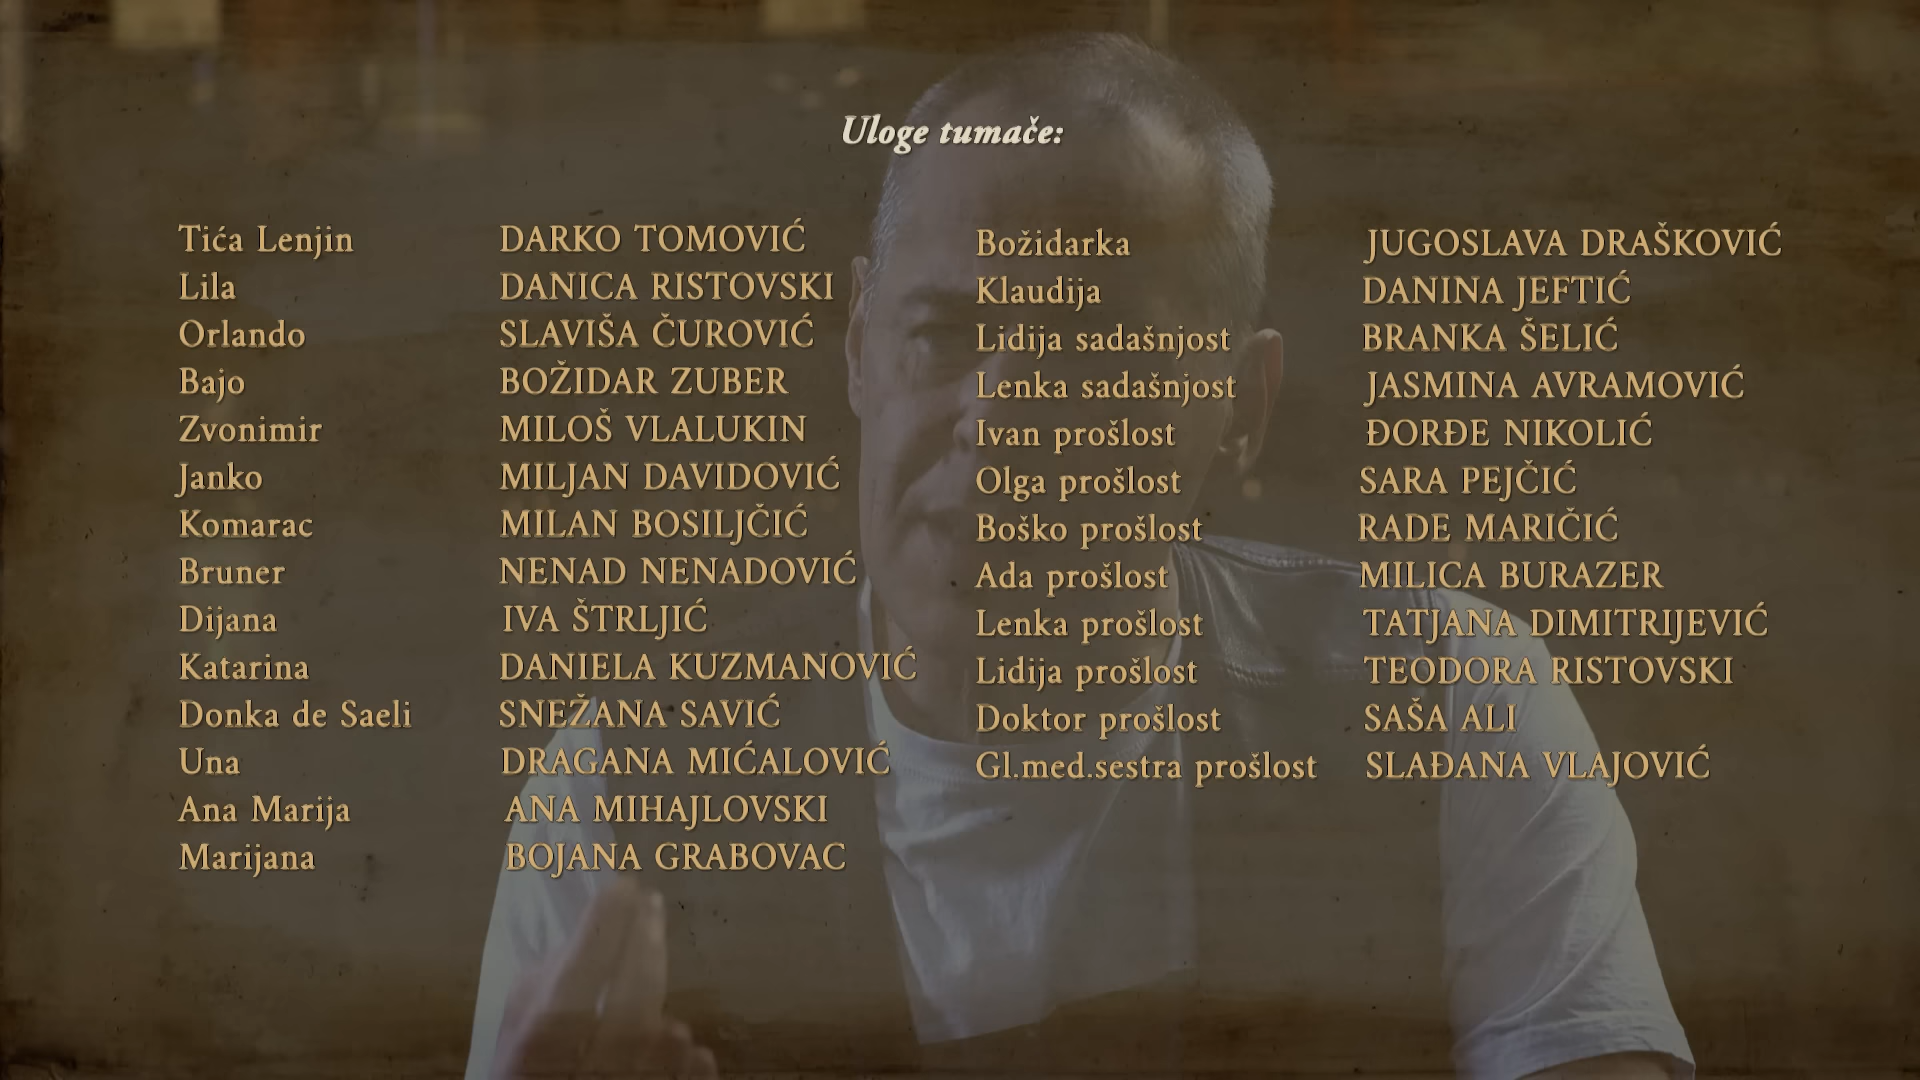 Uloge tumače:
Tića Lenjin DARKO TOMOVIĆ
Lila DANICA RISTOVSKI
Orlando SLAVIŠA ČUROVIĆ
Bajo BOŽIDAR ZUBER
Zvonimir MILOŠ VLALUKIN
Janko MILJAN DAVIDOVIĆ
Komarac MILAN BOSILJČIĆ
Bruner NENAD NENADOVIĆ
Dijana IVA ŠTRLJIĆ
Katarina DANIELA KUZMANOVIĆ
Donka de Saeli SNEŽANA SAVIĆ
Una DRAGANA MIĆALOVIĆ
Ana Marija ANA MIHAJLOVSKI
Marijana BOJANA GRABOVAC
Božidarka JUGOSLAVA DRAŠKOVIĆ
Klaudija DANINA JEFTIĆ
Lidija sadašnjost BRANKA ŠELIĆ
Lenka sadašnjost JASMINA AVRAMOVIĆ
Ivan prošlost ĐORĐE NIKOLIĆ
Olga prošlost SARA PEJČIĆ
Boško prošlost RADE MARIČIĆ
Ada prošlost MILICA BURAZER
Lenka prošlost TATJANA DIMITRIJEVIĆ
Lidija prošlost TEODORA RISTOVSKI
Doktor prošlost SAŠA ALI
Gl.med.sestra prošlost SLAĐANA VLAJOVIĆ